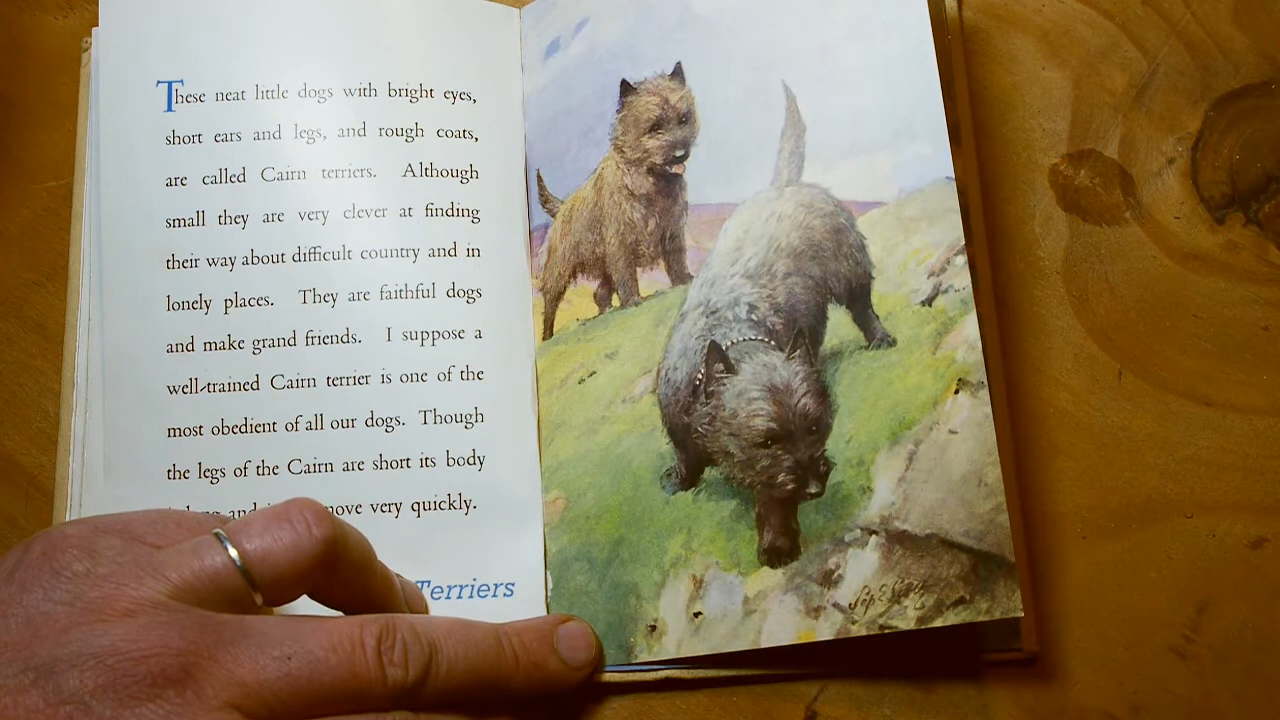 These neat little dogs with bright eyes,
short ears and legs, and rough coats,
are called Cairn terriers. Although
small they are very clever at finding
their way about difficult country and in
lonely places. They are faithful dogs
and make grand friends. I suppose a
well-trained Cairn terrier is one of the
most obedient of all our dogs. Though
the legs of the Cairn are short its body
and move very quickly.
Terriers